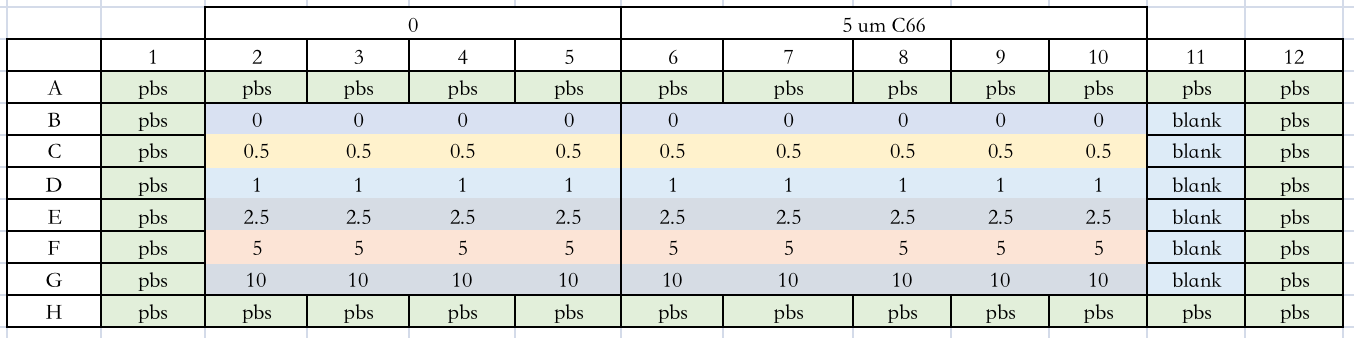 0 5 um C66
1 2 3 4 5 6 7 8 9 10 11 12
A pbs pbs pbs pbs pbs pbs pbs pbs pbs pbs pbs pbs
B pbs 0 0 0 0 0 0 0 0 0 blank pbs
C pbs 0.5 0.5 0.5 0.5 0.5 0.5 0.5 0.5 0.5 blank pbs
D pbs 1 1 1 1 1 1 1 1 1 blank pbs
E pbs 2.5 2.5 2.5 2.5 2.5 2.5 2.5 2.5 2.5 blank pbs
F pbs 5 5 5 5 5 5 5 5 5 blank pbs
G pbs 10 10 10 10 10 10 10 10 10 blank pbs
H pbs pbs pbs pbs pbs pbs pbs pbs pbs pbs pbs pbs